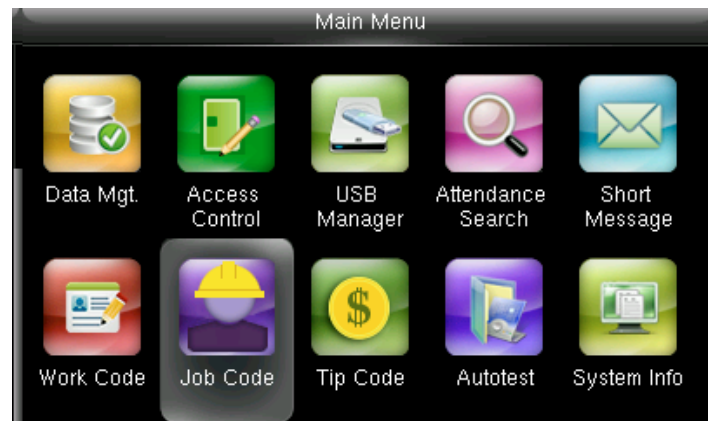 Main Menu
Data Mgt.
Access
Control
USB
Manager
Attendance
Search
Short
Message
Work Code
Job Code
$
Tip Code
Autotest
System Info